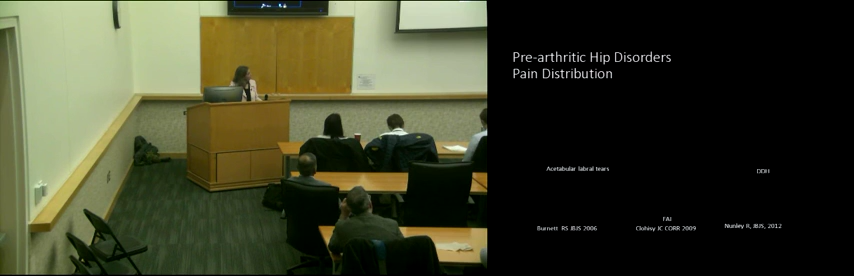 Pre-arthritic Hip Disorders
Pain Distribution
Acetabular labral tears
DDH
FAI
Burnett RS JBJS 2006
Clohisy JC CORR 2009
Nunley R, JBJS, 2012